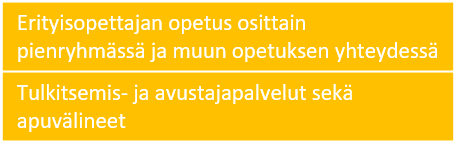 Erityisopettajan opetus osittain
pienryhmässä ja muun opetuksen yhteydessä
Tulkitsemis- ja avustajapalvelut sekä
apuvälineet